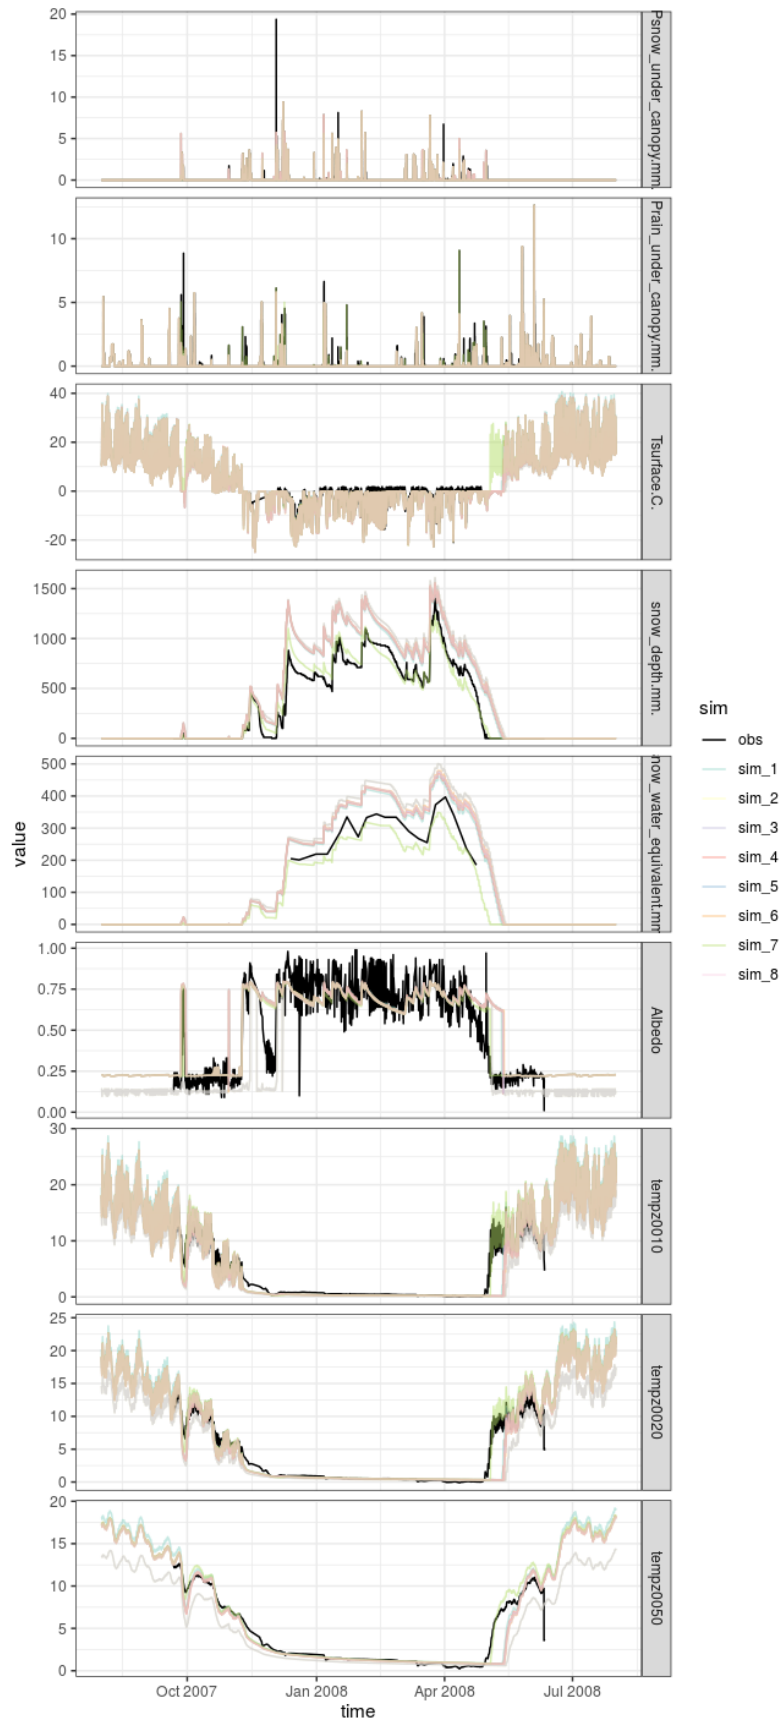 20
15
10
5
0
Psnow_under_canopy.mm.
10
5
0
Prain_under_canopy.mm.
40
20
0
-20
Tsurface.C.
1500
1000
500
0
snow_depth.mm.
500
400
300
200
100
0
now_water_equivalent.mm
1.00
0.75
0.50
0.25
0.00
Albedo
30
20
10
0
tempz0010
25
20
15
10
5
0
tempz0020
20
15
10
5
0
tempz0050
Oct 2007
Jan 2008
Apr 2008
Jul 2008
time
value
sim
obs
sim_1
sim_2
sim_3
sim_4
sim_5
sim_6
sim_7
sim_8